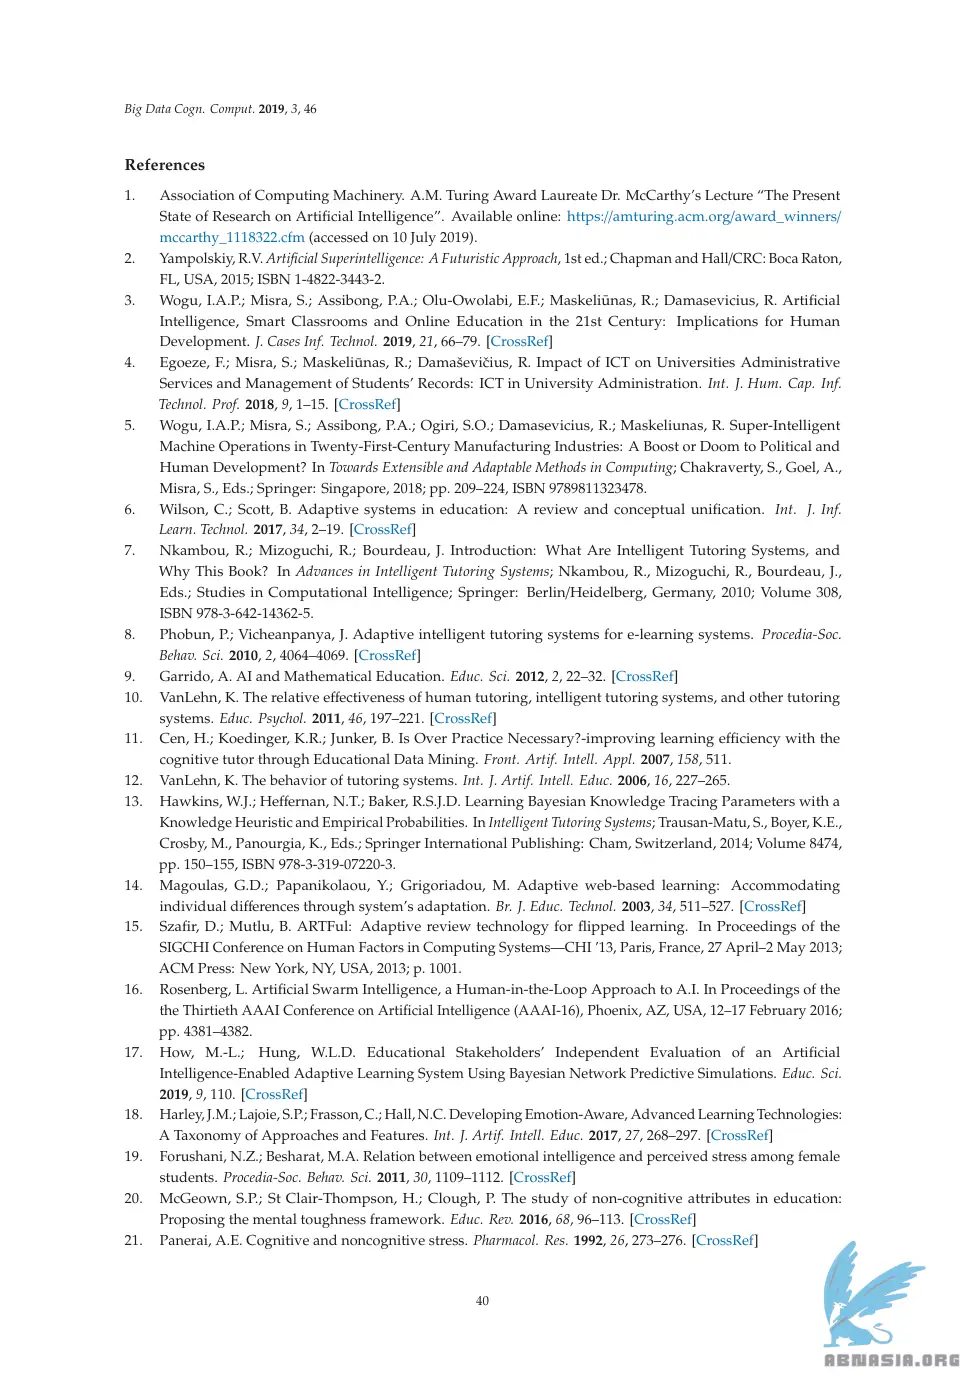 Big Data Cogn. Comput. 2019, 3, 46
References
1. Association of Computing Machinery. A.M. Turing Award Laureate Dr. McCarthy's Lecture “The Present
State of Research on Artificial Intelligence”. Available online: https://amturing.acm.org/award_winners/
mccarthy_1118322.cfm (accessed on 10 July 2019).
2. Yampolskiy, R.V. Artificial Superintelligence: A Futuristic Approach, 1st ed.; Chapman and Hall/CRC: Boca Raton,
FL, USA, 2015; ISBN 1-4822-3443-2.
3. Wogu, I.A.P.; Misra, S.; Assibong, P.A.; Olu-Owolabi, E.F.; Maskeliūnas, R.; Damasevicius, R. Artificial
Intelligence, Smart Classrooms and Online Education in the 21st Century: Implications for Human
Development. J. Cases Inf. Technol. 2019, 21, 66–79. [CrossRef]
4. Egoeze, F.; Misra, S.; Maskeliūnas, R.; Damaševičius, R. Impact of ICT on Universities Administrative
Services and Management of Students' Records: ICT in University Administration. Int. J. Hum. Cap. Inf.
Technol. Prof. 2018, 9, 1–15. [CrossRef]
5. Wogu, I.A.P.; Misra, S.; Assibong, P.A.; Ogiri, S.O.; Damasevicius, R.; Maskeliunas, R. Super-Intelligent
Machine Operations in Twenty-First-Century Manufacturing Industries: A Boost or Doom to Political and
Human Development? In Towards Extensible and Adaptable Methods in Computing; Chakraverty, S., Goel, A.,
Misra, S., Eds.; Springer: Singapore, 2018; pp. 209–224, ISBN 9789811323478.
6. Wilson, C.; Scott, B. Adaptive systems in education: A review and conceptual unification. Int. J. Inf.
Learn. Technol. 2017, 34, 2–19. [CrossRef]
7. Nkambou, R.; Mizoguchi, R.; Bourdeau, J. Introduction: What Are Intelligent Tutoring Systems, and
Why This Book? In Advances in Intelligent Tutoring Systems; Nkambou, R., Mizoguchi, R., Bourdeau, J.,
Eds.; Studies in Computational Intelligence; Springer: Berlin/Heidelberg, Germany, 2010; Volume 308,
ISBN 978-3-642-14362-5.
8. Phobun, P.; Vicheanpanya, J. Adaptive intelligent tutoring systems for e-learning systems. Procedia-Soc.
Behav. Sci. 2010, 2, 4064–4069. [CrossRef]
9. Garrido, A. AI and Mathematical Education. Educ. Sci. 2012, 2, 22–32. [CrossRef]
10. VanLehn, K. The relative effectiveness of human tutoring, intelligent tutoring systems, and other tutoring
systems. Educ. Psychol. 2011, 46, 197–221. [CrossRef]
11. Cen, H.; Koedinger, K.R.; Junker, B. Is Over Practice Necessary?-improving learning efficiency with the
cognitive tutor through Educational Data Mining. Front. Artif. Intell. Appl. 2007, 158, 511.
12. VanLehn, K. The behavior of tutoring systems. Int. J. Artif. Intell. Educ. 2006, 16, 227–265.
13. Hawkins, W.J.; Heffernan, N.T.; Baker, R.S.J.D. Learning Bayesian Knowledge Tracing Parameters with a
Knowledge Heuristic and Empirical Probabilities. In Intelligent Tutoring Systems; Trausan-Matu, S., Boyer, K.E.,
Crosby, M., Panourgia, K., Eds.; Springer International Publishing: Cham, Switzerland, 2014; Volume 8474,
pp. 150–155, ISBN 978-3-319-07220-3.
14. Magoulas, G.D.; Papanikolaou, Y.; Grigoriadou, M. Adaptive web-based learning: Accommodating
individual differences through system's adaptation. Br. J. Educ. Technol. 2003, 34, 511–527. [CrossRef]
15. Szafir, D.; Mutlu, B. ARTFul: Adaptive review technology for flipped learning. In Proceedings of the
SIGCHI Conference on Human Factors in Computing Systems—CHI '13, Paris, France, 27 April–2 May 2013;
ACM Press: New York, NY, USA, 2013; p. 1001.
16. Rosenberg, L. Artificial Swarm Intelligence, a Human-in-the-Loop Approach to A.I. In Proceedings of the
the Thirtieth AAAI Conference on Artificial Intelligence (AAAI-16), Phoenix, AZ, USA, 12–17 February 2016;
pp. 4381–4382.
17. How, M.-L.; Hung, W.L.D. Educational Stakeholders' Independent Evaluation of an Artificial
Intelligence-Enabled Adaptive Learning System Using Bayesian Network Predictive Simulations. Educ. Sci.
2019, 9, 110. [CrossRef]
18. Harley, J.M.; Lajoie, S.P.; Frasson, C.; Hall, N.C. Developing Emotion-Aware, Advanced Learning Technologies:
A Taxonomy of Approaches and Features. Int. J. Artif. Intell. Educ. 2017, 27, 268–297. [CrossRef]
19. Forushani, N.Z.; Besharat, M.A. Relation between emotional intelligence and perceived stress among female
students. Procedia-Soc. Behav. Sci. 2011, 30, 1109–1112. [CrossRef]
20. McGeown, S.P.; St Clair-Thompson, H.; Clough, P. The study of non-cognitive attributes in education:
Proposing the mental toughness framework. Educ. Rev. 2016, 68, 96–113. [CrossRef]
21. Panerai, A.E. Cognitive and noncognitive stress. Pharmacol. Res. 1992, 26, 273–276. [CrossRef]
40
ABNASIA.ORG